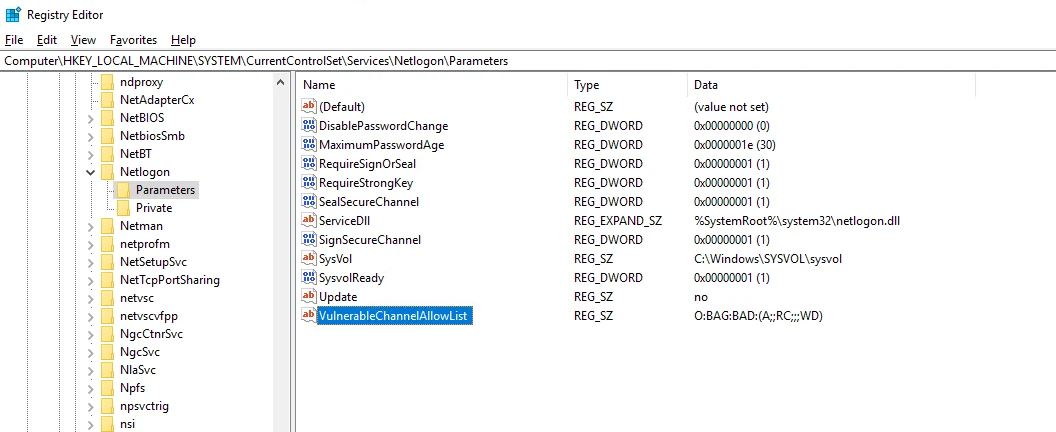 Registry Editor
File Edit View Favorites Help
Computer\HKEY_LOCAL_MACHINE\SYSTEM\CurrentControlSet\Services\Netlogon\Parameters
ndproxy
NetAdapterCx
NetBIOS
NetbiosSmb
NetBT
Netlogon
Parameters
Private
Netman
netprofm
NetSetupSvc
NetTcpPortSharing
netvsc
netvscvfpp
NgcCtnrSvc
NgcSvc
NlaSvc
Npfs
npsvctrig
nsi
Name Type Data
(Default) REG_SZ (value not set)
DisablePasswordChange REG_DWORD 0x00000000 (0)
MaximumPasswordAge REG_DWORD 0x0000001e (30)
RequireSignOrSeal REG_DWORD 0x00000001 (1)
RequireStrongKey REG_DWORD 0x00000001 (1)
SealSecureChannel REG_DWORD 0x00000001 (1)
ServiceDll REG_EXPAND_SZ %SystemRoot%\system32\netlogon.dll
SignSecureChannel REG_DWORD 0x00000001 (1)
SysVol REG_SZ C:\Windows\SYSVOL\sysvol
SysvolReady REG_DWORD 0x00000001 (1)
Update REG_SZ no
VulnerableChannelAllowList REG_SZ O:BAG:BAD:(A;;RC;;;WD)